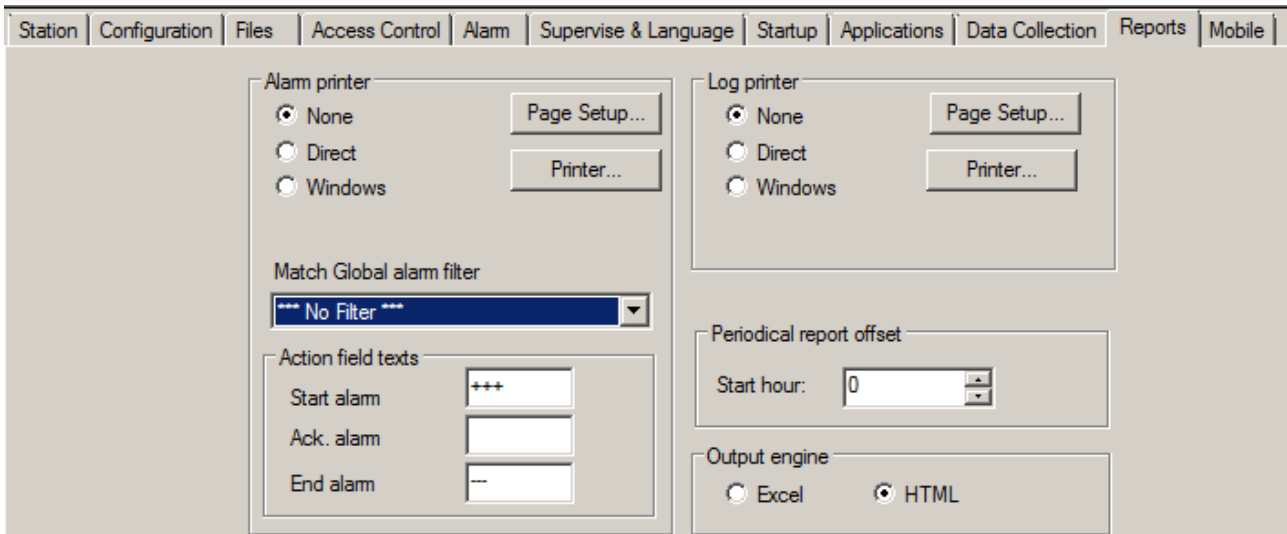 Station Configuration Files Access Control Alarm Supervise & Language Startup Applications Data Collection Reports Mobile
Alarm printer
None
Page Setup...
Direct
Printer...
Windows
Match Global alarm filter
*** No Filter ***
Action field texts
Start alarm +++
Ack. alarm
End alarm ---
Log printer
None
Page Setup...
Direct
Printer...
Windows
Periodical report offset
Start hour: 0
Output engine
Excel HTML